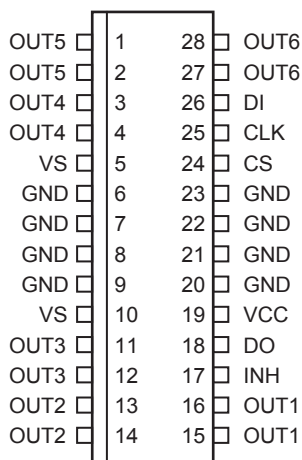 OUT5 1 28 OUT6
OUT5 2 27 OUT6
OUT4 3 26 DI
OUT4 4 25 CLK
VS 5 24 CS
GND 6 23 GND
GND 7 22 GND
GND 8 21 GND
GND 9 20 GND
VS 10 19 VCC
OUT3 11 18 DO
OUT3 12 17 INH
OUT2 13 16 OUT1
OUT2 14 15 OUT1